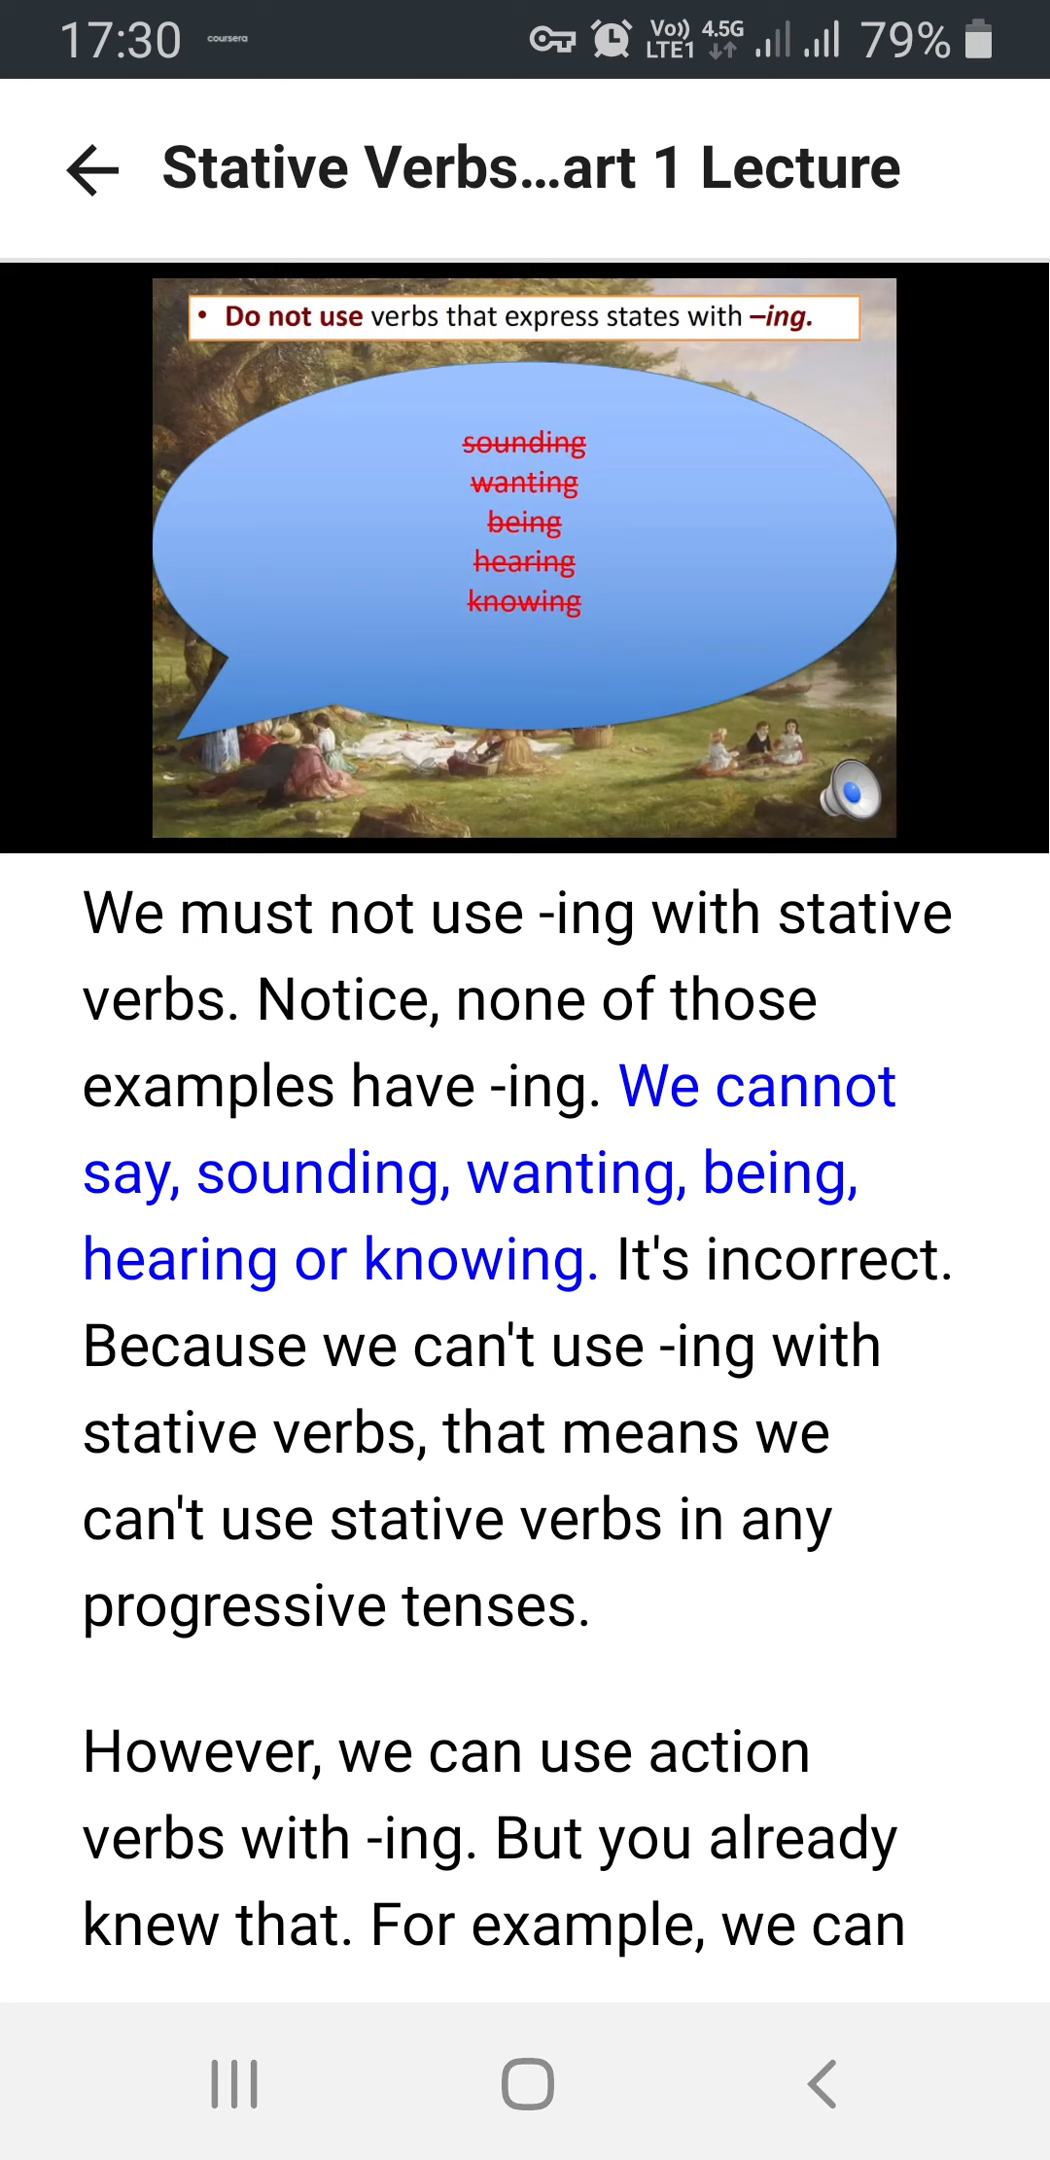 17:30 coursera Vo)) LTE1 4.5G 79%
Stative Verbs...art 1 Lecture
• Do not use verbs that express states with –ing.
sounding
wanting
being
hearing
knowing
We must not use -ing with stative
verbs. Notice, none of those
examples have -ing. We cannot
say, sounding, wanting, being,
hearing or knowing. It's incorrect.
Because we can't use -ing with
stative verbs, that means we
can't use stative verbs in any
progressive tenses.
However, we can use action
verbs with -ing. But you already
knew that. For example, we can